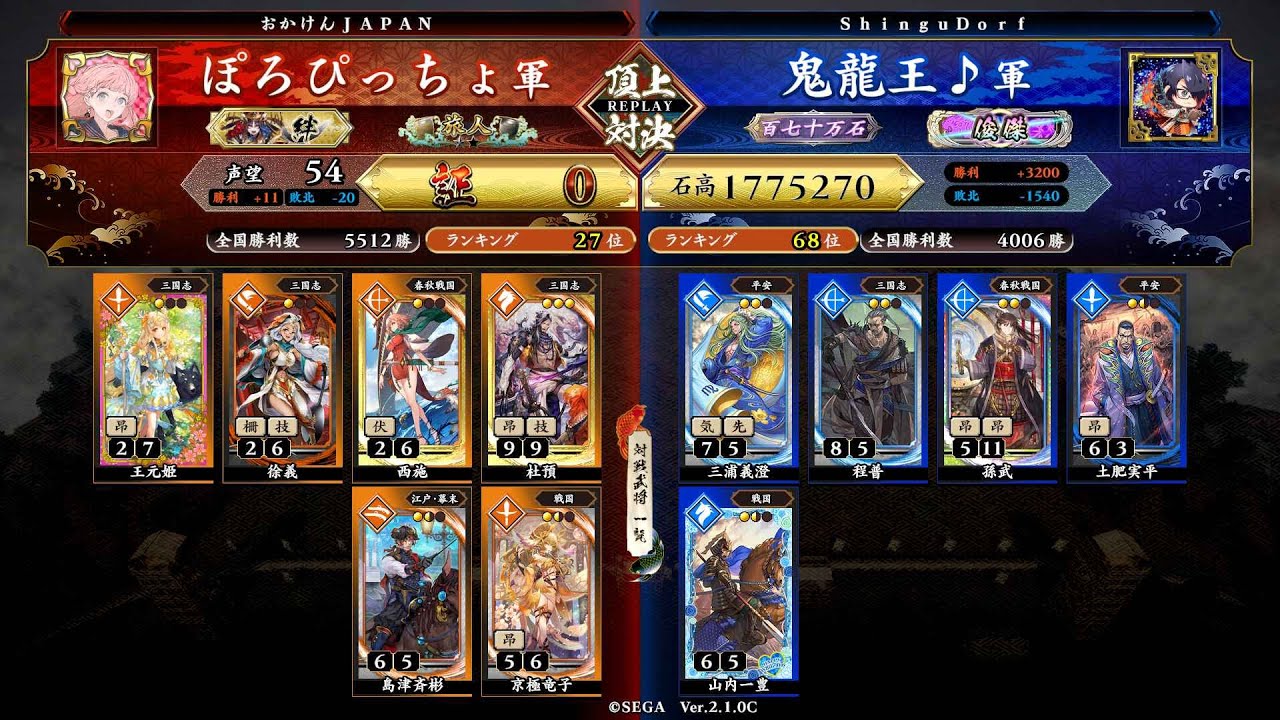 おかけんJAPAN
ShinguDorf
ぽろぴっちょ軍
頂上
REPLAY
対決
鬼龍王♪軍
絆
旅人
百七十万石
俊傑
声望 54
勝利 +11 敗北 -20
証 0
石高 1775270
勝利 +3200
敗北 -1540
全国勝利数 5512勝
ランキング 27位
ランキング 68位
全国勝利数 4006勝
三国志
昂
2 7
王元姫
三国志
柵 技
2 6
徐義
春秋戦国
伏
2 6
西施
三国志
昂 技
9 9
杜預
対戦武将一覧
平安
気 先
7 5
三浦義澄
三国志
8 5
程普
春秋戦国
昂 昂
5 11
孫武
平安
昂
6 3
土肥実平
江戸・幕末
6 5
島津斉彬
戦国
昂
5 6
京極竜子
戦国
6 5
山内一豊
©SEGA Ver.2.1.0C